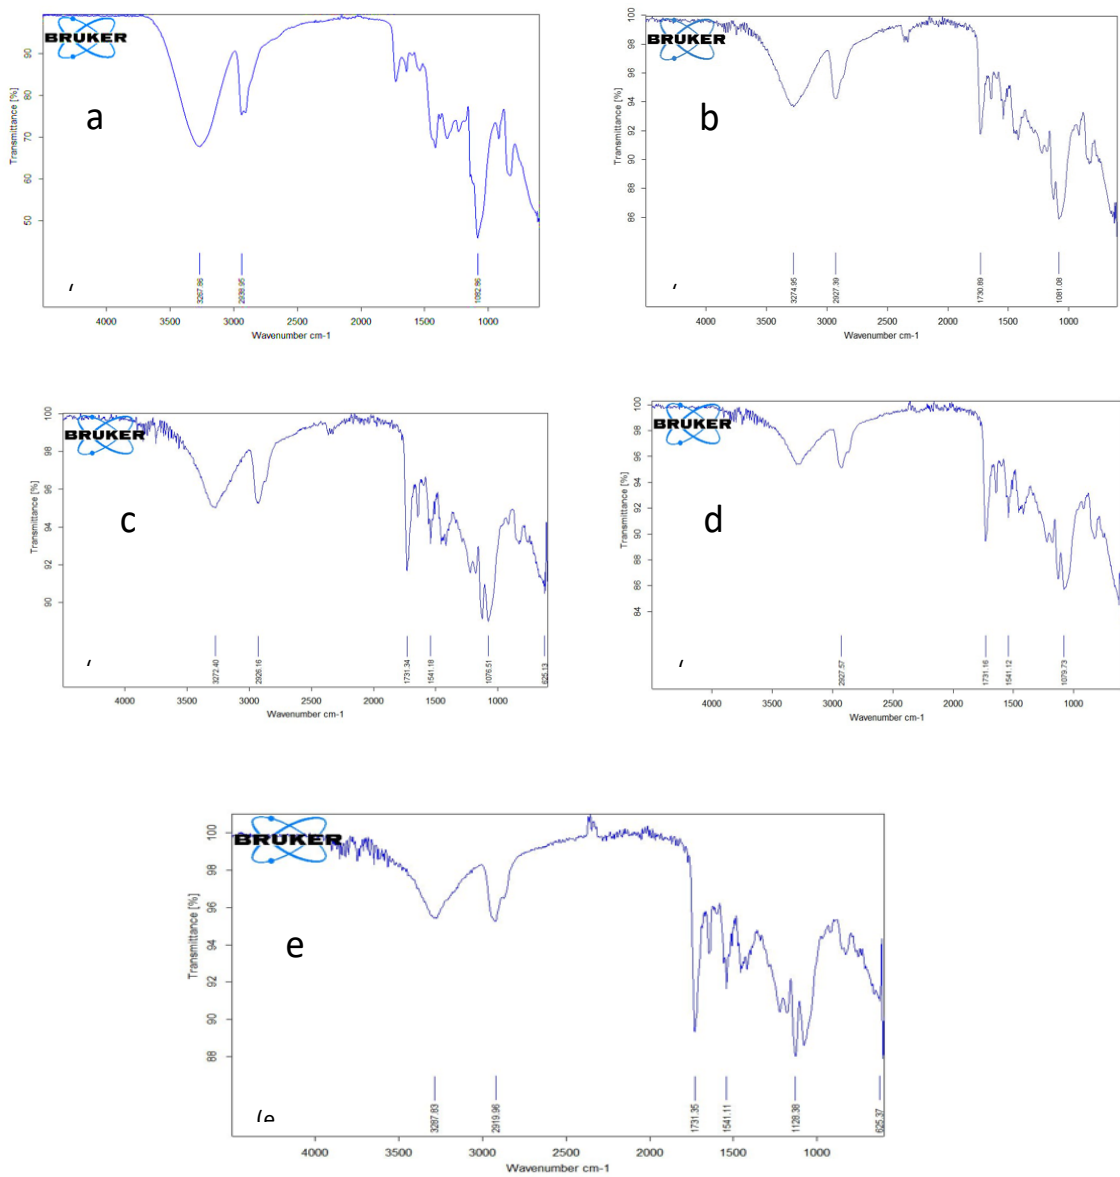 BRUKER
a
Transmittance [%]
90
80
70
60
50
3267.86
2938.95
1082.86
4000 3500 3000 2500 2000 1500 1000
Wavenumber cm-1
BRUKER
b
Transmittance [%]
100
98
96
94
92
90
88
86
3274.95
2927.39
1730.89
1081.08
4000 3500 3000 2500 2000 1500 1000
Wavenumber cm-1
BRUKER
c
Transmittance [%]
100
98
96
94
92
90
3272.40
2926.16
1731.34
1541.18
1076.51
625.13
4000 3500 3000 2500 2000 1500 1000
Wavenumber cm-1
BRUKER
d
Transmittance [%]
100
98
96
94
92
90
88
86
84
2927.57
1731.16
1541.12
1079.73
4000 3500 3000 2500 2000 1500 1000
Wavenumber cm-1
BRUKER
e
Transmittance [%]
100
98
96
94
92
90
88
3287.83
2919.96
1731.35
1541.11
1128.38
625.37
(e
4000 3500 3000 2500 2000 1500 1000
Wavenumber cm-1